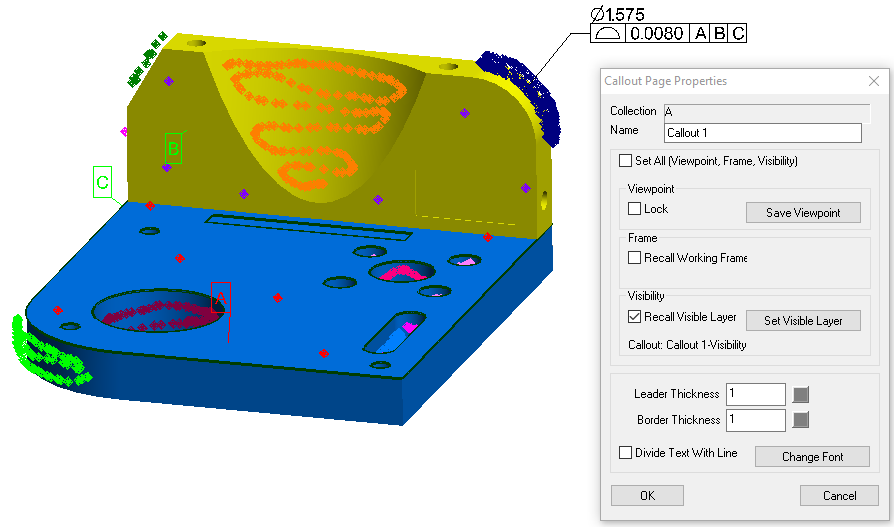 Ø1.575
⌓ 0.0080 A B C
B
C
A
Callout Page Properties
Collection A
Name Callout 1
Set All (Viewpoint, Frame, Visibility)
Viewpoint
Lock Save Viewpoint
Frame
Recall Working Frame
Visibility
Recall Visible Layer Set Visible Layer
Callout: Callout 1-Visibility
Leader Thickness 1
Border Thickness 1
Divide Text With Line Change Font
OK Cancel